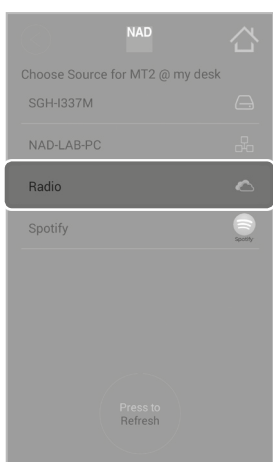 NAD
Choose Source for MT2 @ my desk
SGH-I337M
NAD-LAB-PC
Radio
Spotify
Spotify
Press to
Refresh